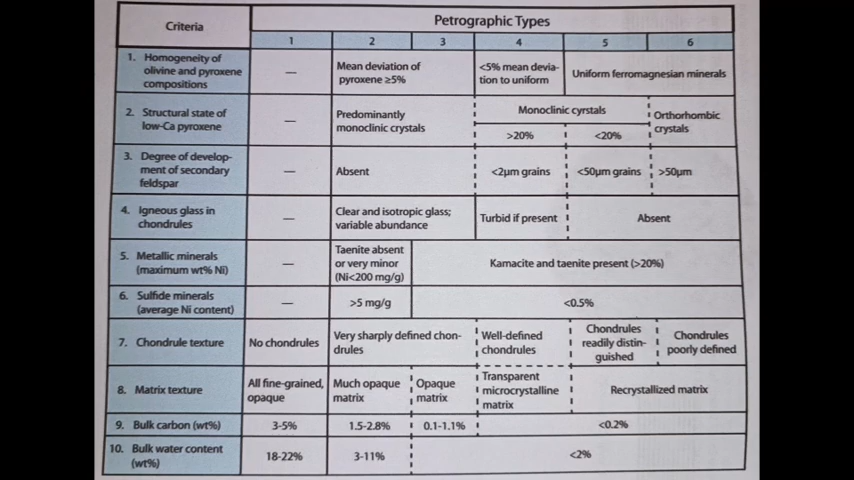 Criteria
Petrographic Types
1
2
3
4
5
6
1. Homogeneity of
olivine and pyroxene
compositions
—
Mean deviation of
pyroxene ≥5%
<5% mean devia-
tion to uniform
Uniform ferromagnesian minerals
2. Structural state of
low-Ca pyroxene
—
Predominantly
monoclinic crystals
Monoclinic cyrstals
>20%
<20%
Orthorhombic
crystals
3. Degree of develop-
ment of secondary
feldspar
—
Absent
<2µm grains
<50µm grains
>50µm
4. Igneous glass in
chondrules
—
Clear and isotropic glass;
variable abundance
Turbid if present
Absent
5. Metallic minerals
(maximum wt% Ni)
—
Taenite absent
or very minor
(Ni<200 mg/g)
Kamacite and taenite present (>20%)
6. Sulfide minerals
(average Ni content)
—
>5 mg/g
<0.5%
7. Chondrule texture
No chondrules
Very sharply defined chon-
drules
Well-defined
chondrules
Chondrules
readily distin-
guished
Chondrules
poorly defined
8. Matrix texture
All fine-grained,
opaque
Much opaque
matrix
Opaque
matrix
Transparent
microcrystalline
matrix
Recrystallized matrix
9. Bulk carbon (wt%)
3-5%
1.5-2.8%
0.1-1.1%
<0.2%
10. Bulk water content
(wt%)
18-22%
3-11%
<2%